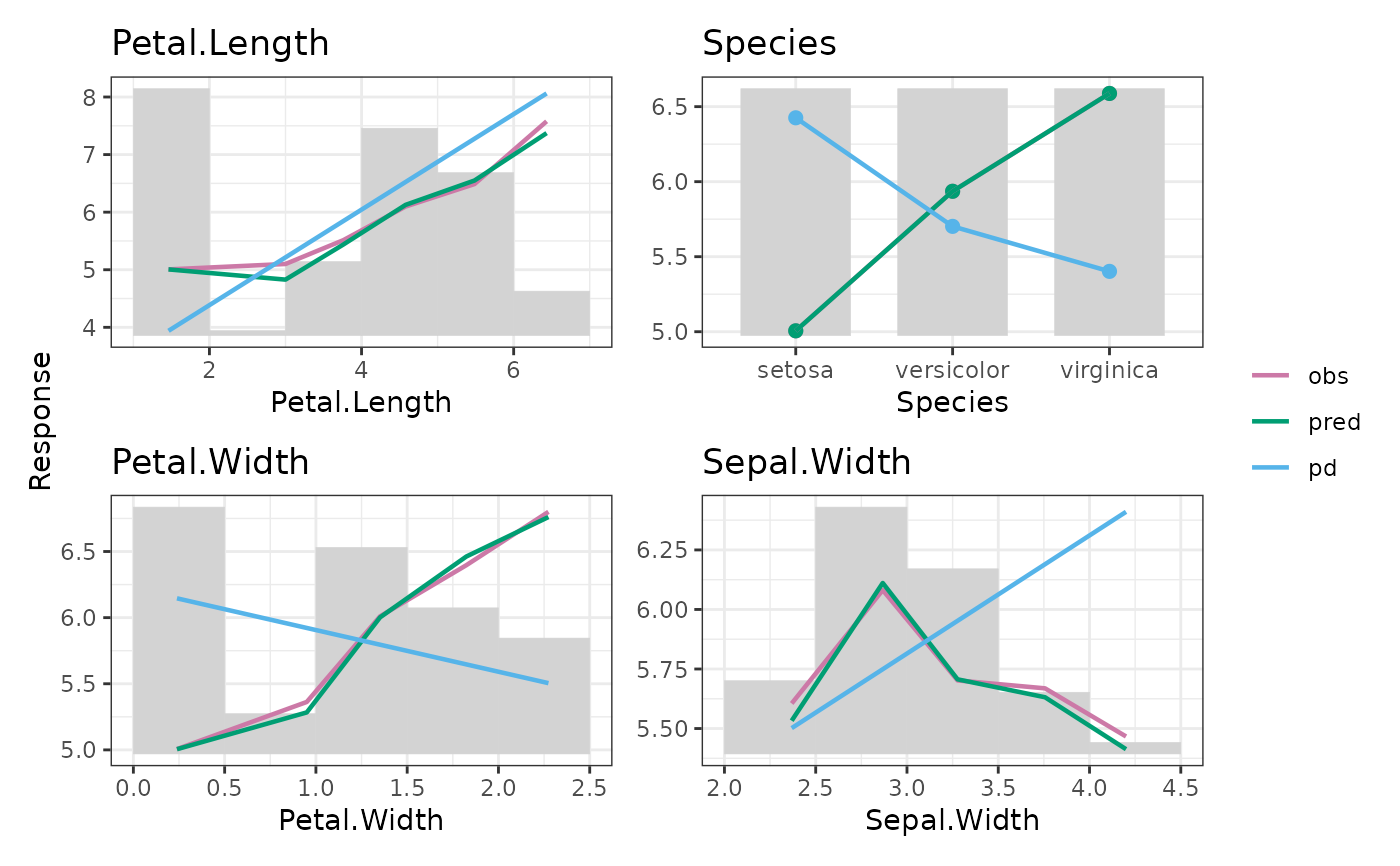 Response
Petal.Length
8
7
6
5
4
2 4 6
Petal.Length
Species
6.5
6.0
5.5
5.0
setosa versicolor virginica
Species
Petal.Width
6.5
6.0
5.5
5.0
0.0 0.5 1.0 1.5 2.0 2.5
Petal.Width
Sepal.Width
6.25
6.00
5.75
5.50
2.0 2.5 3.0 3.5 4.0 4.5
Sepal.Width
obs
pred
pd